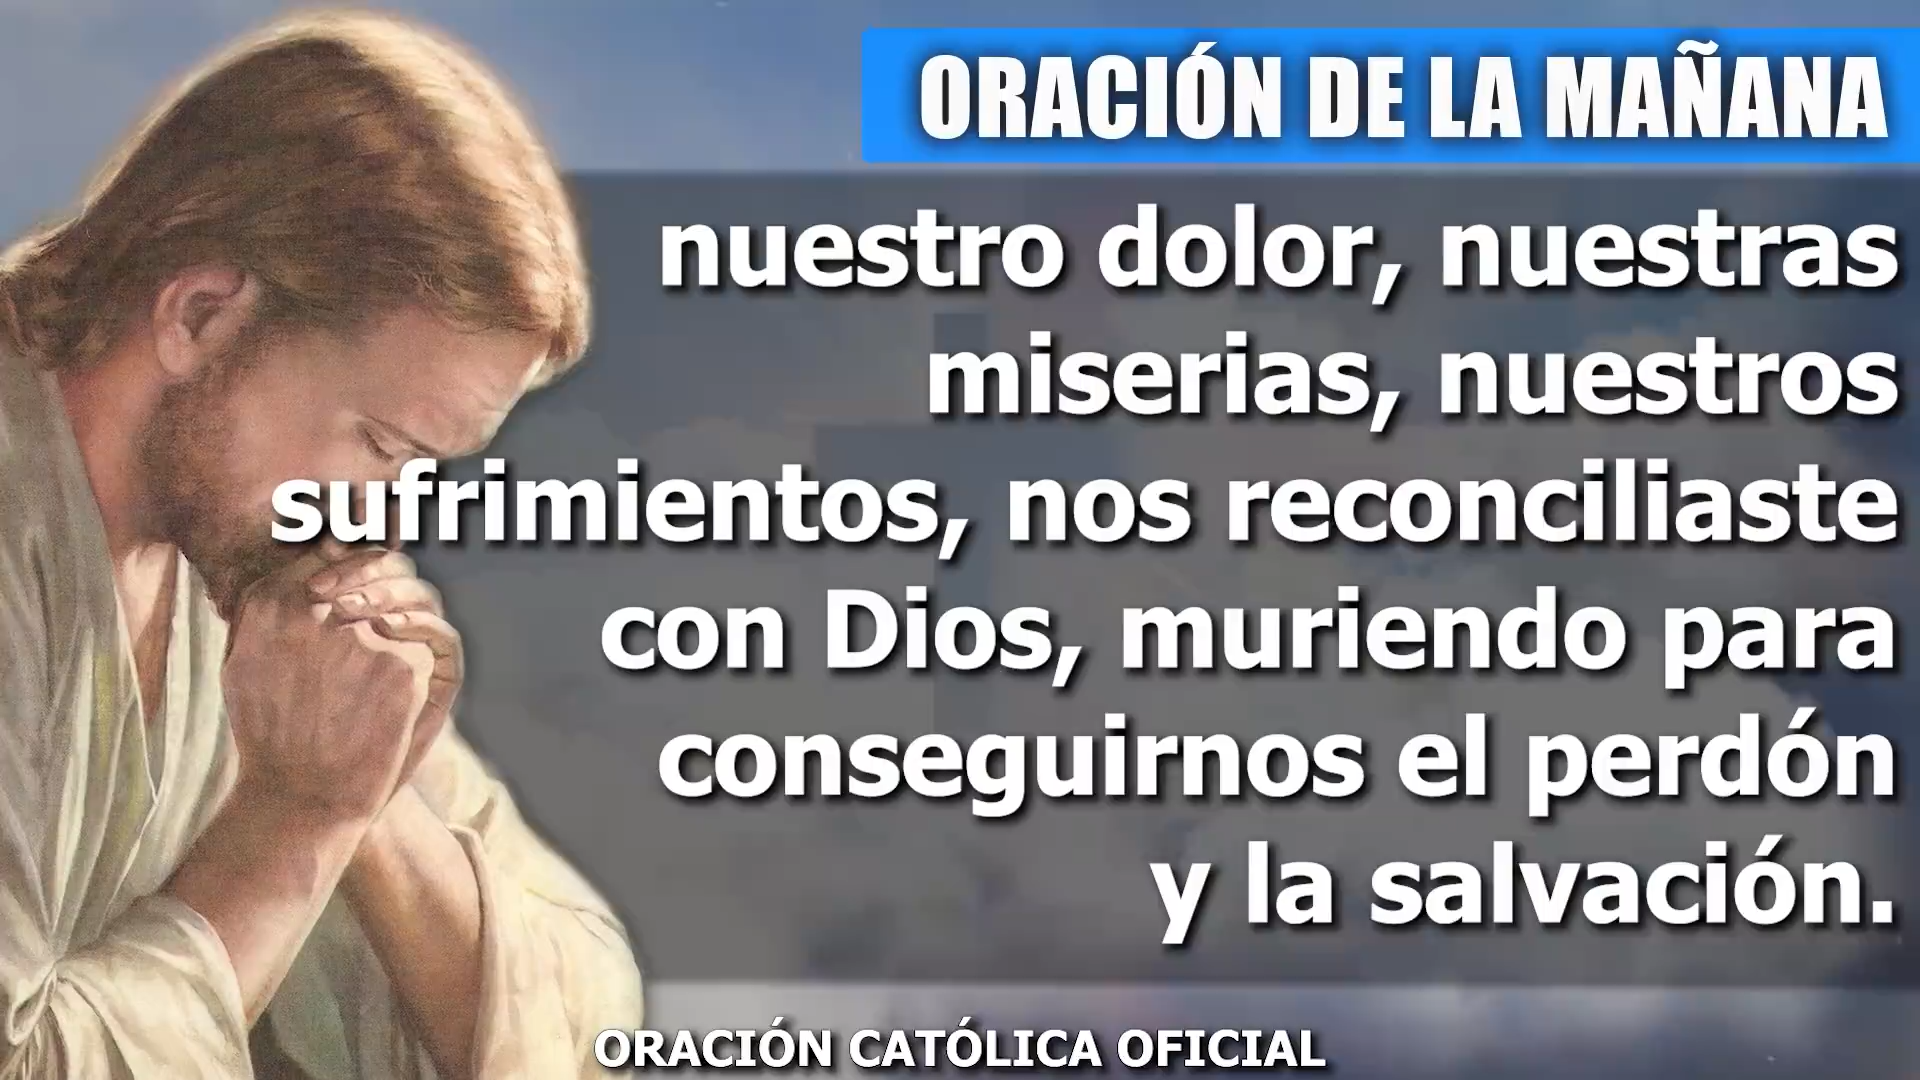 ORACIÓN DE LA MAÑANA
nuestro dolor, nuestras
miserias, nuestros
sufrimientos, nos reconciliaste
con Dios, muriendo para
conseguirnos el perdón
y la salvación.
ORACIÓN CATÓLICA OFICIAL